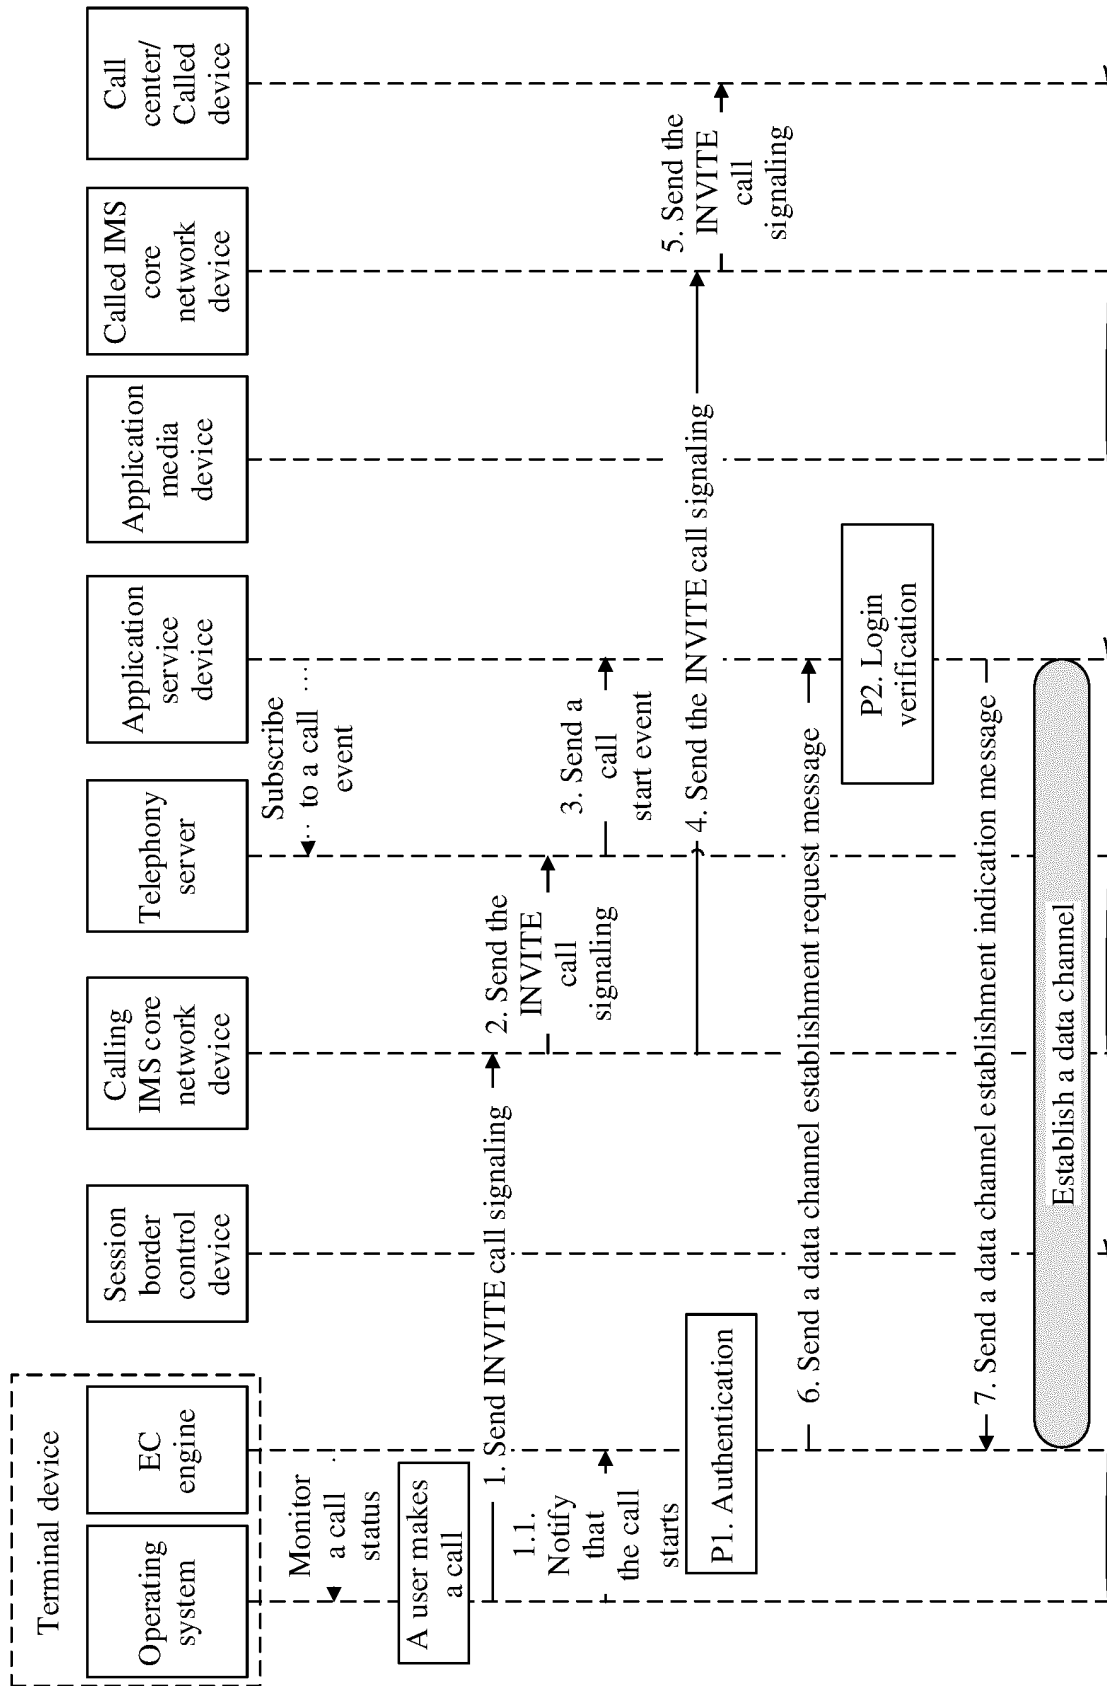 Terminal device
Operating
system
EC
engine
Session
border
control
device
Calling
IMS core
network
device
Telephony
server
Application
service
device
Application
media
device
Called IMS
core
network
device
Call
center/
Called
device
Monitor
a call
status
Subscribe
to a call
event
A user makes
a call
1. Send INVITE call signaling
2. Send the
INVITE
call
signaling
1.1.
Notify
that
the call
starts
3. Send a
call
start event
4. Send the INVITE call signaling
5. Send the
INVITE
call
signaling
P1. Authentication
6. Send a data channel establishment request message
P2. Login
verification
7. Send a data channel establishment indication message
Establish a data channel